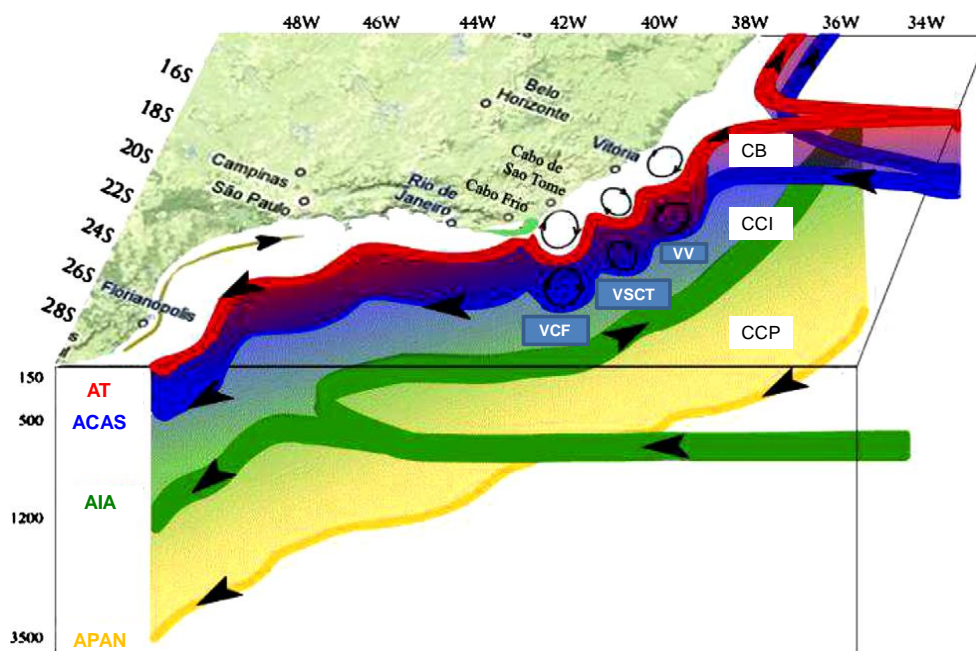 48W 46W 44W 42W 40W 38W 36W 34W
16S
18S
20S
22S
24S
26S
28S
Belo
Horizonte
Vitória
Cabo de
Sao Tome
Campinas
São Paulo
Rio de
Janeiro
Cabo Frio
Florianopolis
CB
CCI
CCP
VV
VSCT
VCF
150
AT
500
ACAS
AIA
1200
3500
APAN